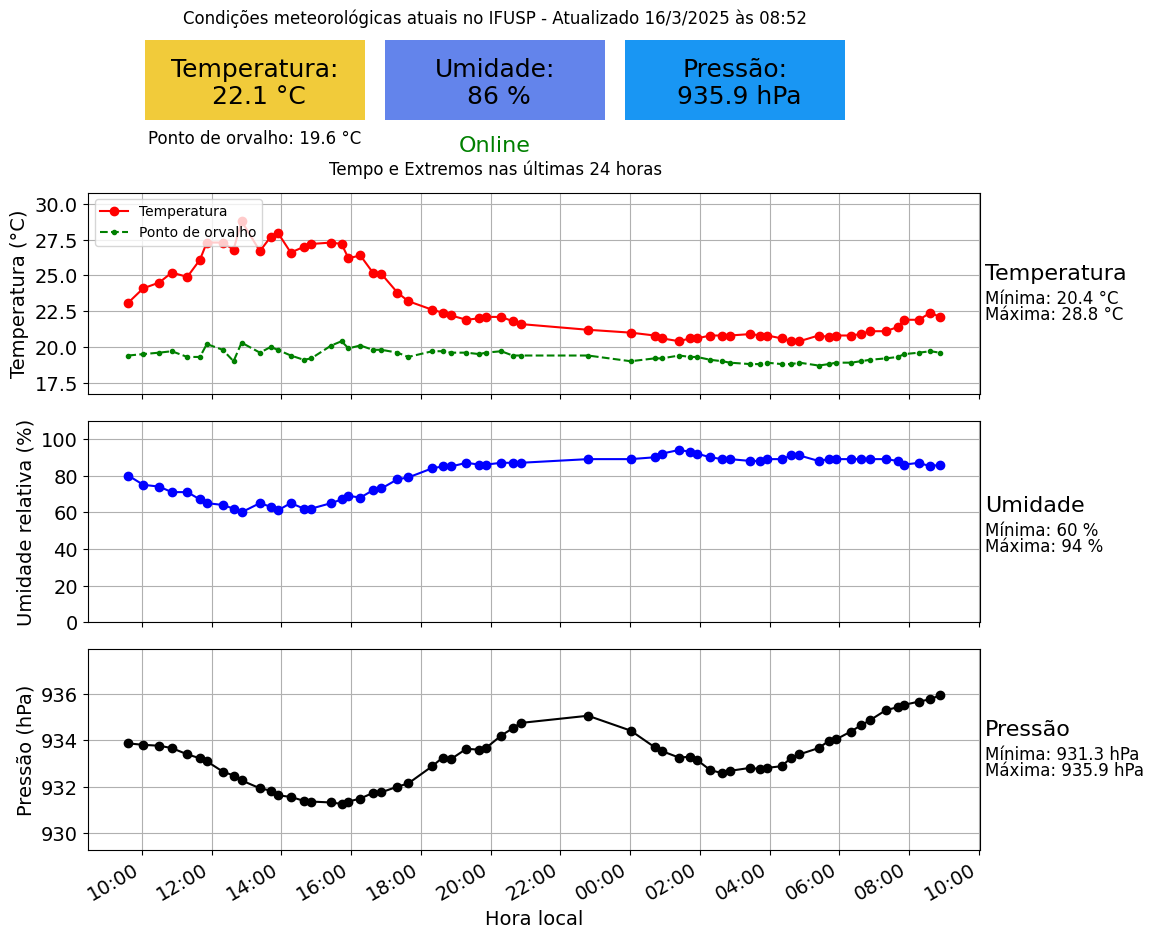 Condições meteorológicas atuais no IFUSP - Atualizado 16/3/2025 às 08:52
Temperatura:
22.1 °C
Umidade:
86 %
Pressão:
935.9 hPa
Ponto de orvalho: 19.6 °C
Online
Tempo e Extremos nas últimas 24 horas
Temperatura (°C)
30.0
27.5
25.0
22.5
20.0
17.5
Temperatura
Ponto de orvalho
Temperatura
Mínima: 20.4 °C
Máxima: 28.8 °C
Umidade relativa (%)
100
80
60
40
20
0
Umidade
Mínima: 60 %
Máxima: 94 %
Pressão (hPa)
936
934
932
930
Pressão
Mínima: 931.3 hPa
Máxima: 935.9 hPa
10:00
12:00
14:00
16:00
18:00
20:00
22:00
00:00
02:00
04:00
06:00
08:00
10:00
Hora local